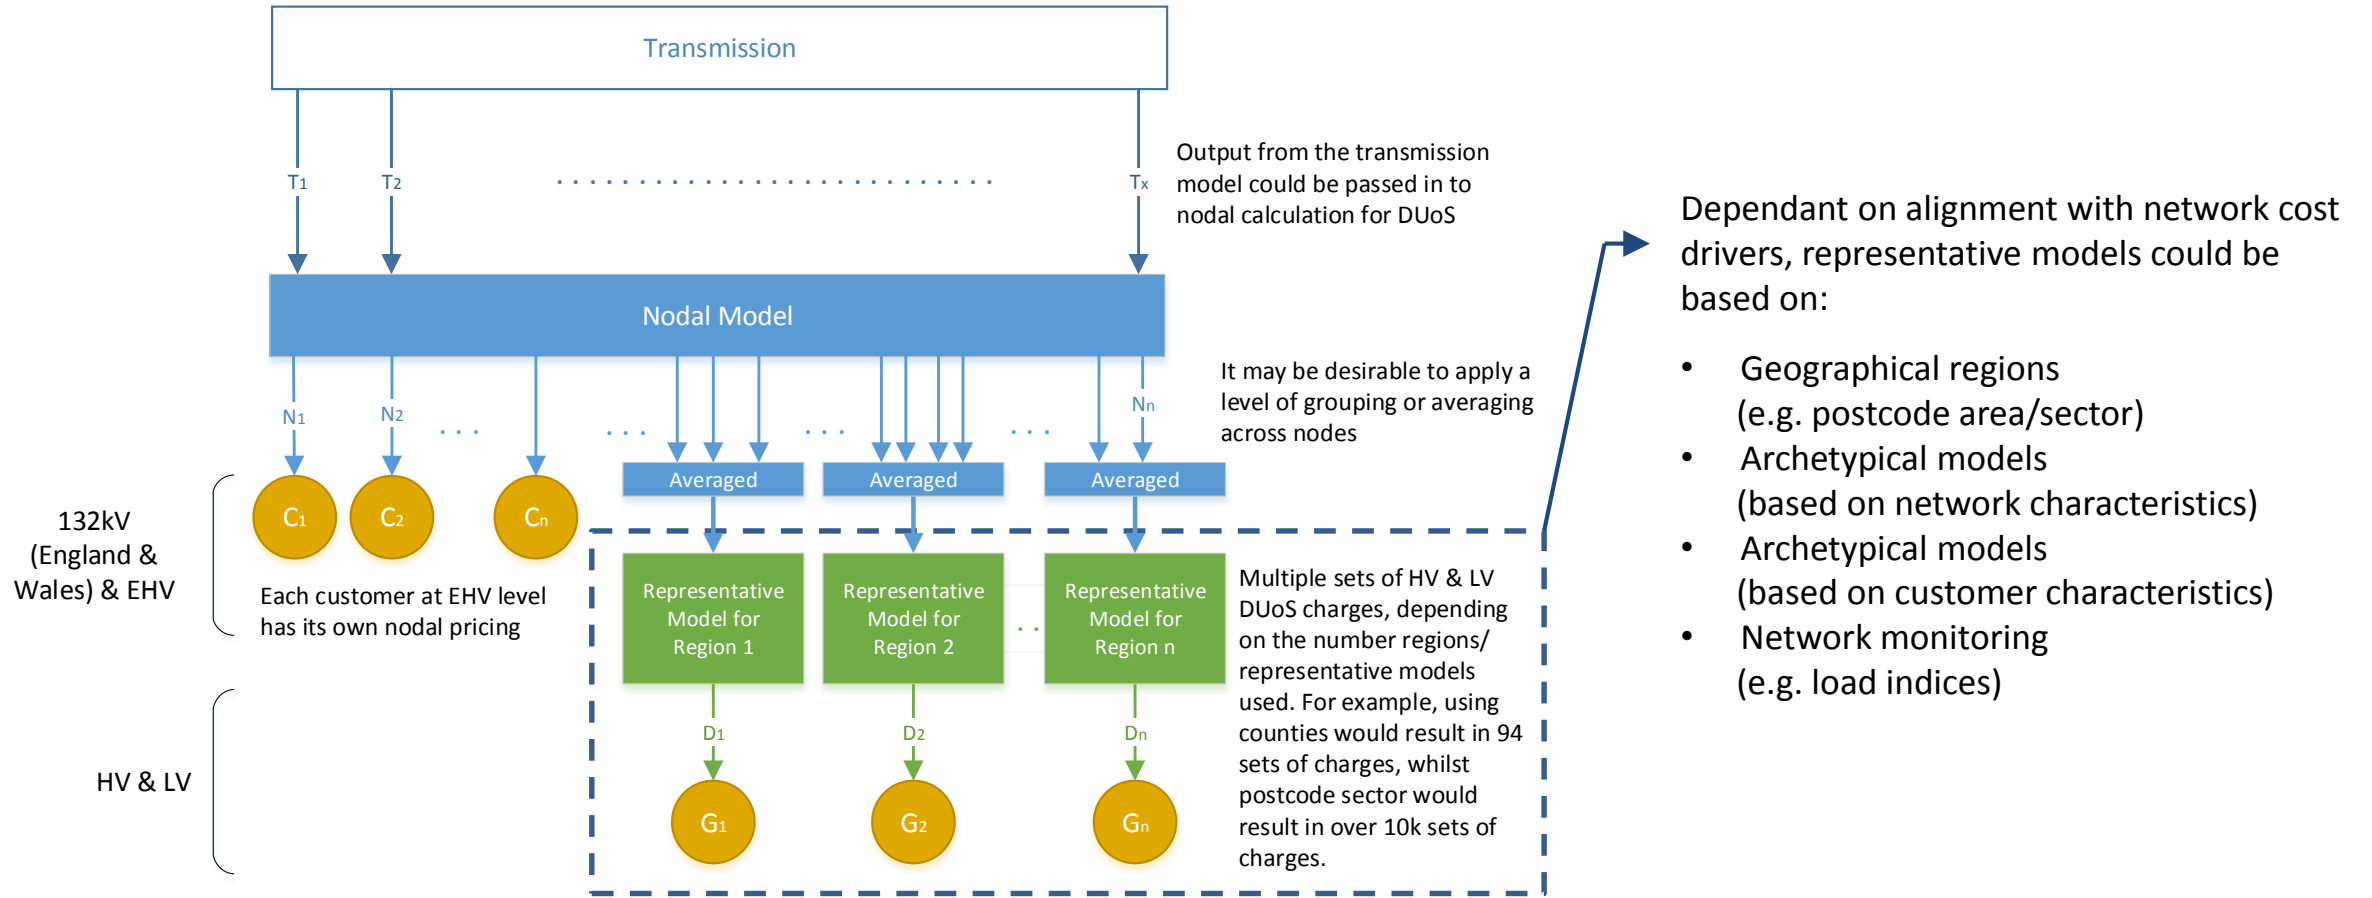 Transmission
T1
T2
Tx
Output from the transmission
model could be passed in to
nodal calculation for DUoS
Nodal Model
N1
N2
Nn
It may be desirable to apply a
level of grouping or averaging
across nodes
Averaged
Averaged
Averaged
132kV
(England &
Wales) & EHV
C1
C2
Cn
Each customer at EHV level
has its own nodal pricing
Representative
Model for
Region 1
Representative
Model for
Region 2
Representative
Model for
Region n
Multiple sets of HV & LV
DUoS charges, depending
on the number regions/
representative models
used. For example, using
counties would result in 94
sets of charges, whilst
postcode sector would
result in over 10k sets of
charges.
HV & LV
D1
D2
Dn
G1
G2
Gn
Dependant on alignment with network cost
drivers, representative models could be
based on:
• Geographical regions
(e.g. postcode area/sector)
• Archetypical models
(based on network characteristics)
• Archetypical models
(based on customer characteristics)
• Network monitoring
(e.g. load indices)